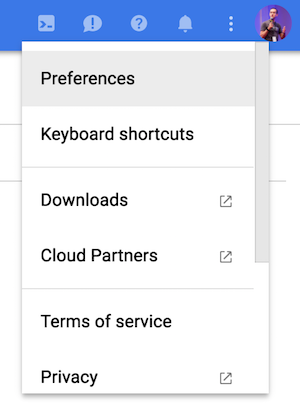 Preferences
Keyboard shortcuts
Downloads
Cloud Partners
Terms of service
Privacy